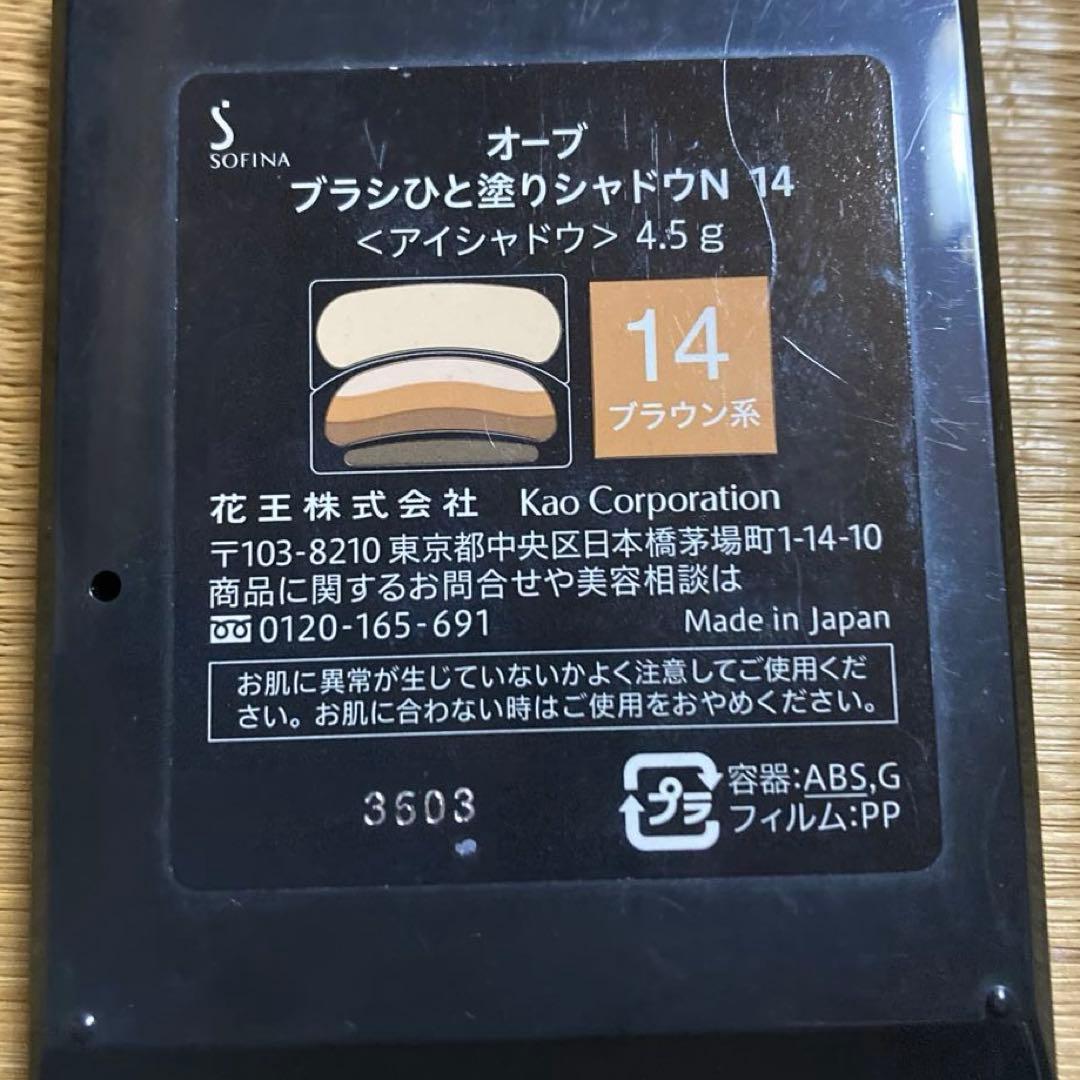 SOFINA
オーブ
ブラシひと塗りシャドウN 14
＜アイシャドウ＞ 4.5g
14
ブラウン系
花王株式会社 Kao Corporation
〒103-8210 東京都中央区日本橋茅場町1-14-10
商品に関するお問合せや美容相談は
0120-165-691 Made in Japan
お肌に異常が生じていないかよく注意してご使用くだ
さい。お肌に合わない時はご使用をおやめください。
3603
プラ
容器:ABS,G
フィルム:PP